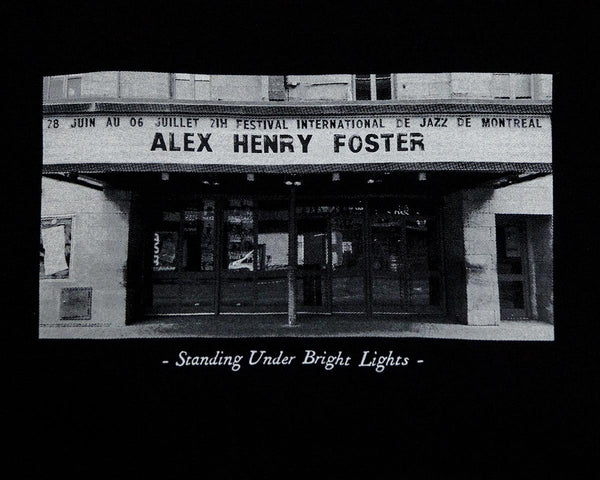 28 JUIN AU 06 JUILLET 21H FESTIVAL INTERNATIONAL DE JAZZ DE MONTREAL
ALEX HENRY FOSTER
- Standing Under Bright Lights -